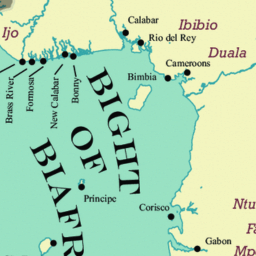 Calabar
Ijo
Ibibio
Rio del Rey
Duala
Cameroons
Bimbia
Brass River
Formosa
New Calabar
Bonny
BIGHT
OF
BIAFR
Príncipe
Corisco
Ntu
Fa
Mp
Gabon